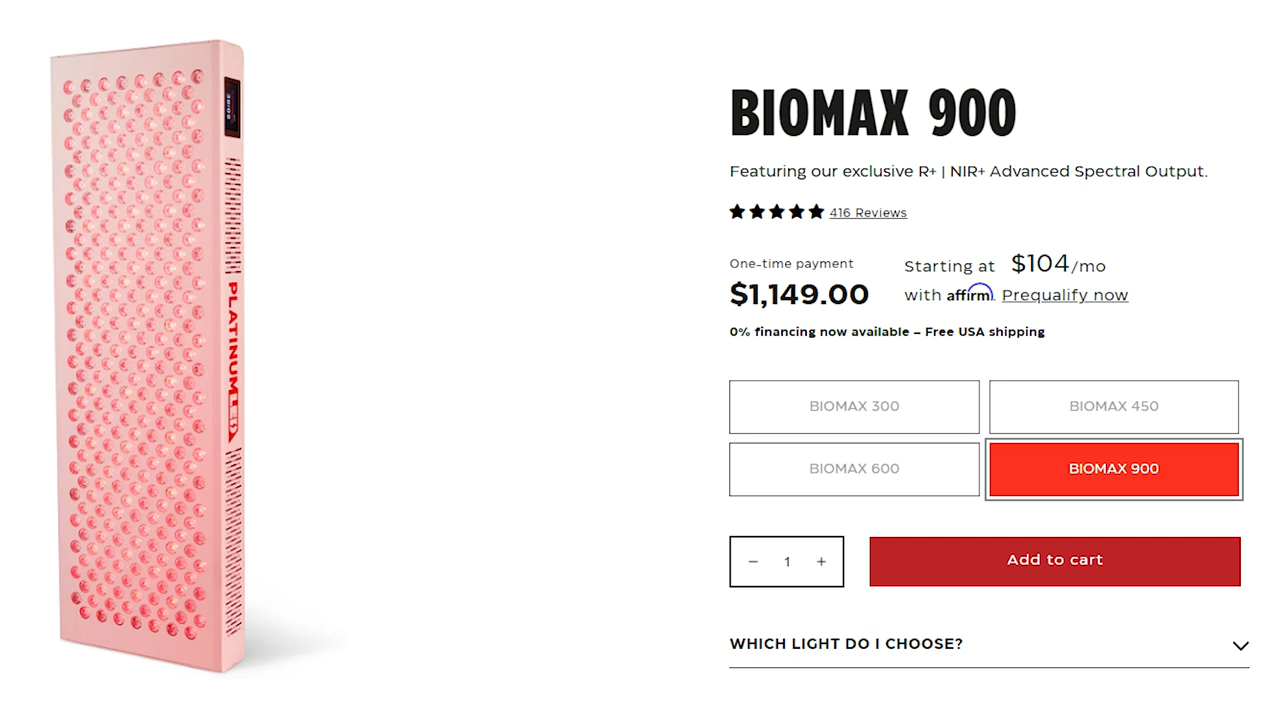 PLATINUM LED
BIOMAX 900
Featuring our exclusive R+ | NIR+ Advanced Spectral Output.
416 Reviews
One-time payment
$1,149.00
Starting at $104/mo
with affirm. Prequalify now
0% financing now available – Free USA shipping
BIOMAX 300
BIOMAX 450
BIOMAX 600
BIOMAX 900
− 1 +
Add to cart
WHICH LIGHT DO I CHOOSE?